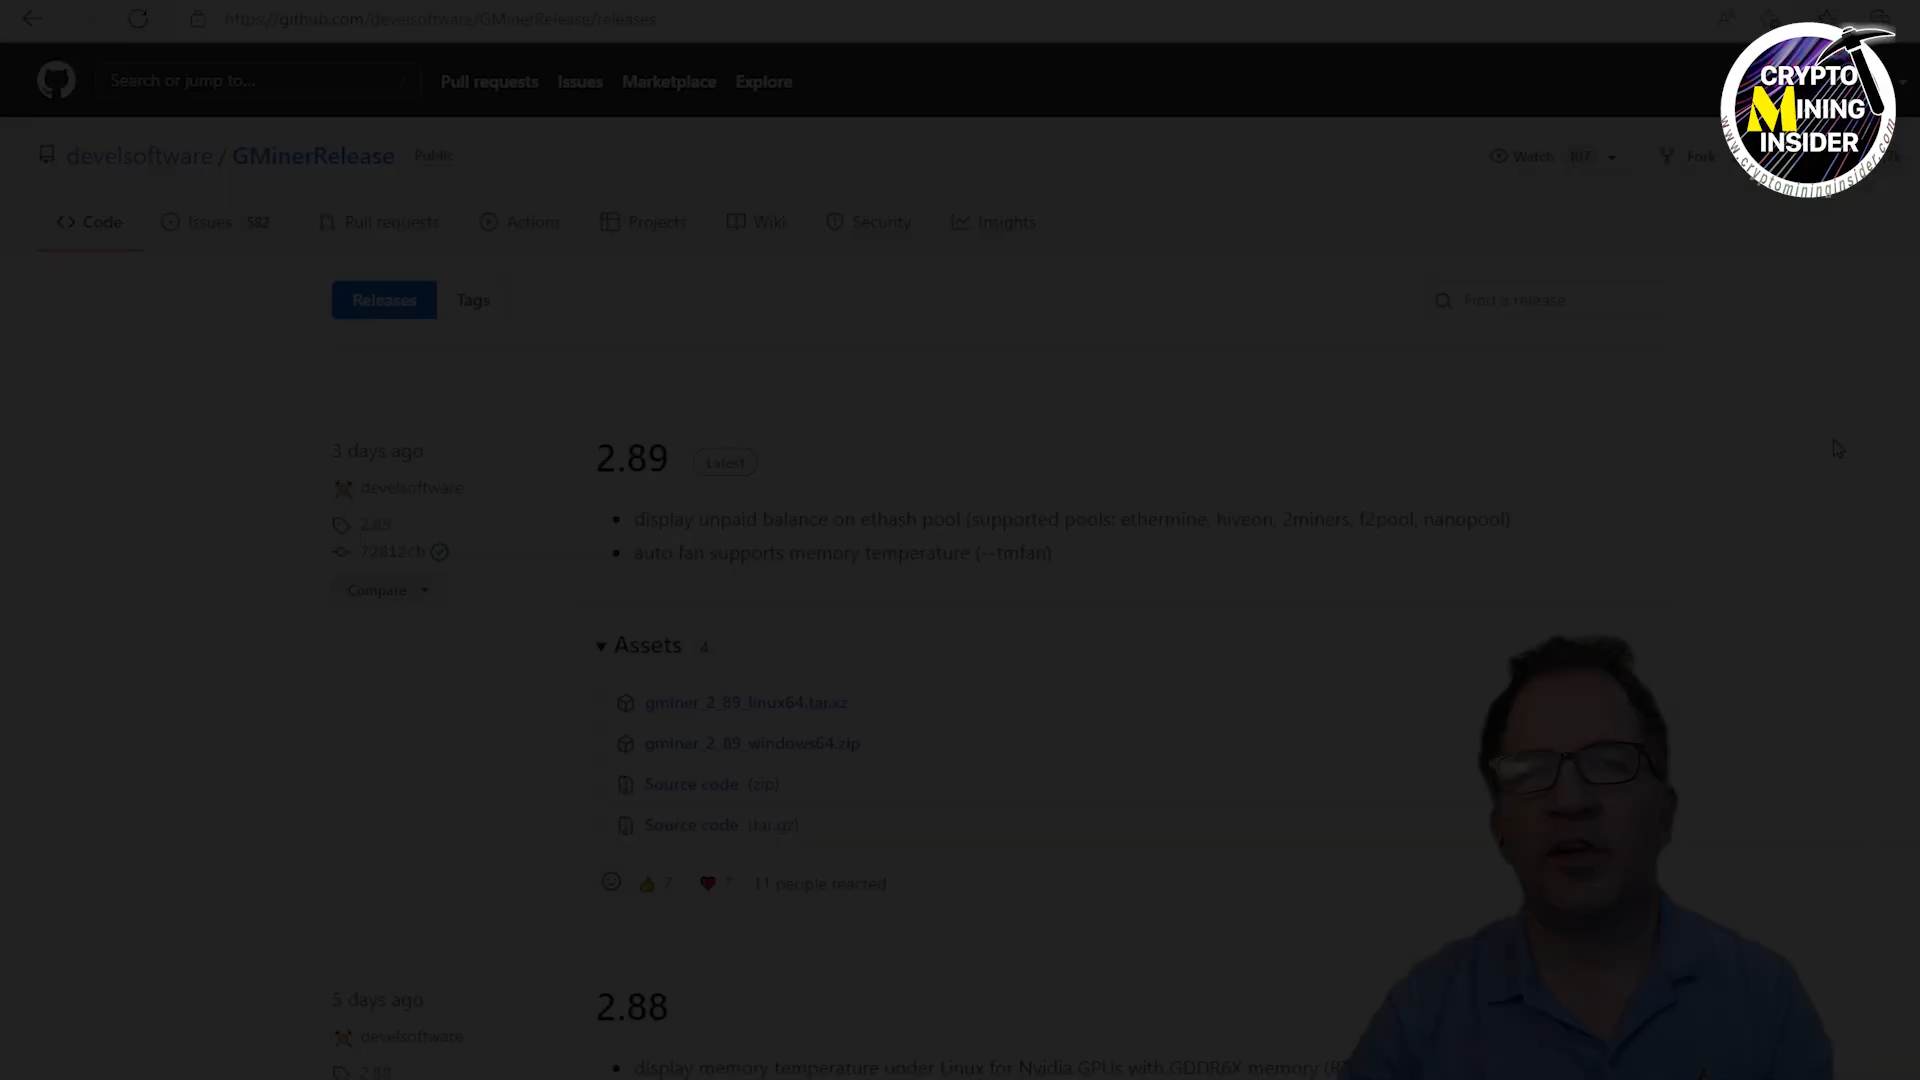 https://github.com/develsoftware/GMinerRelease/releases
Search or jump to...
/
Pull requests
Issues
Marketplace
Explore
CRYPTO
MINING
INSIDER
www.cryptomininginsider.com
develsoftware / GMinerRelease
Public
Watch 107
Fork
Code
Issues 582
Pull requests
Actions
Projects
Wiki
Security
Insights
Releases
Tags
Find a release
3 days ago
develsoftware
2.89
72812cb
Compare
2.89
Latest
display unpaid balance on ethash pool (supported pools: ethermine, hiveon, 2miners, f2pool, nanopool)
auto fan supports memory temperature (--tmfan)
Assets 4
gminer_2_89_linux64.tar.xz
gminer_2_89_windows64.zip
Source code (zip)
Source code (tar.gz)
7
7
11 people reacted
5 days ago
develsoftware
2.88
2.88
display memory temperature under Linux for Nvidia GPUs with GDDR6X memory